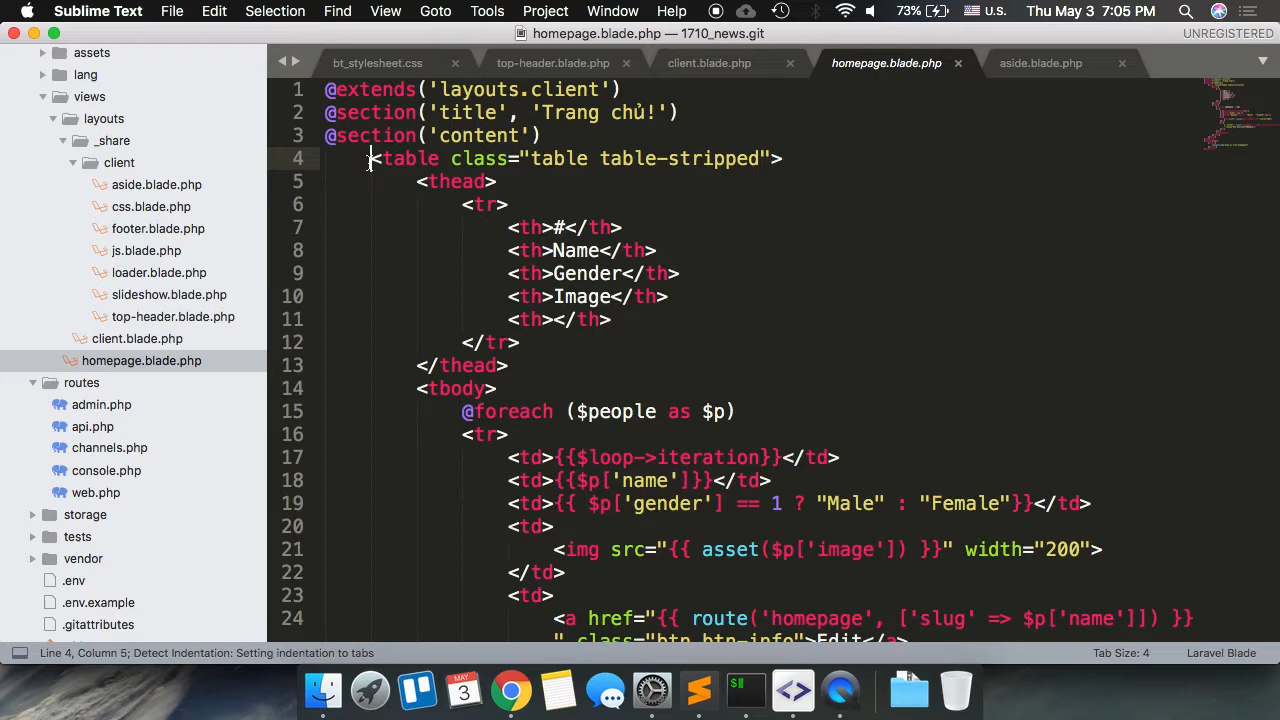 Sublime Text File Edit Selection Find View Goto Tools Project Window Help 73% U.S. Thu May 3 7:05 PM
homepage.blade.php — 1710_news.git UNREGISTERED
assets
lang
views
layouts
_share
client
aside.blade.php
css.blade.php
footer.blade.php
js.blade.php
loader.blade.php
slideshow.blade.php
top-header.blade.php
client.blade.php
homepage.blade.php
routes
admin.php
api.php
channels.php
console.php
web.php
storage
tests
vendor
.env
.env.example
.gitattributes
bt_stylesheet.css top-header.blade.php client.blade.php homepage.blade.php aside.blade.php
1 @extends('layouts.client')
2 @section('title', 'Trang chủ!')
3 @section('content')
4 <table class="table table-stripped">
5 <thead>
6 <tr>
7 <th>#</th>
8 <th>Name</th>
9 <th>Gender</th>
10 <th>Image</th>
11 <th></th>
12 </tr>
13 </thead>
14 <tbody>
15 @foreach ($people as $p)
16 <tr>
17 <td>{{$loop->iteration}}</td>
18 <td>{{$p['name']}}</td>
19 <td>{{ $p['gender'] == 1 ? "Male" : "Female"}}</td>
20 <td>
21 <img src="{{ asset($p['image']) }}" width="200">
22 </td>
23 <td>
24 <a href="{{ route('homepage', ['slug' => $p['name']]) }}
" class="btn btn-info">Edit</a>
Line 4, Column 5; Detect Indentation: Setting indentation to tabs Tab Size: 4 Laravel Blade
MAY
3